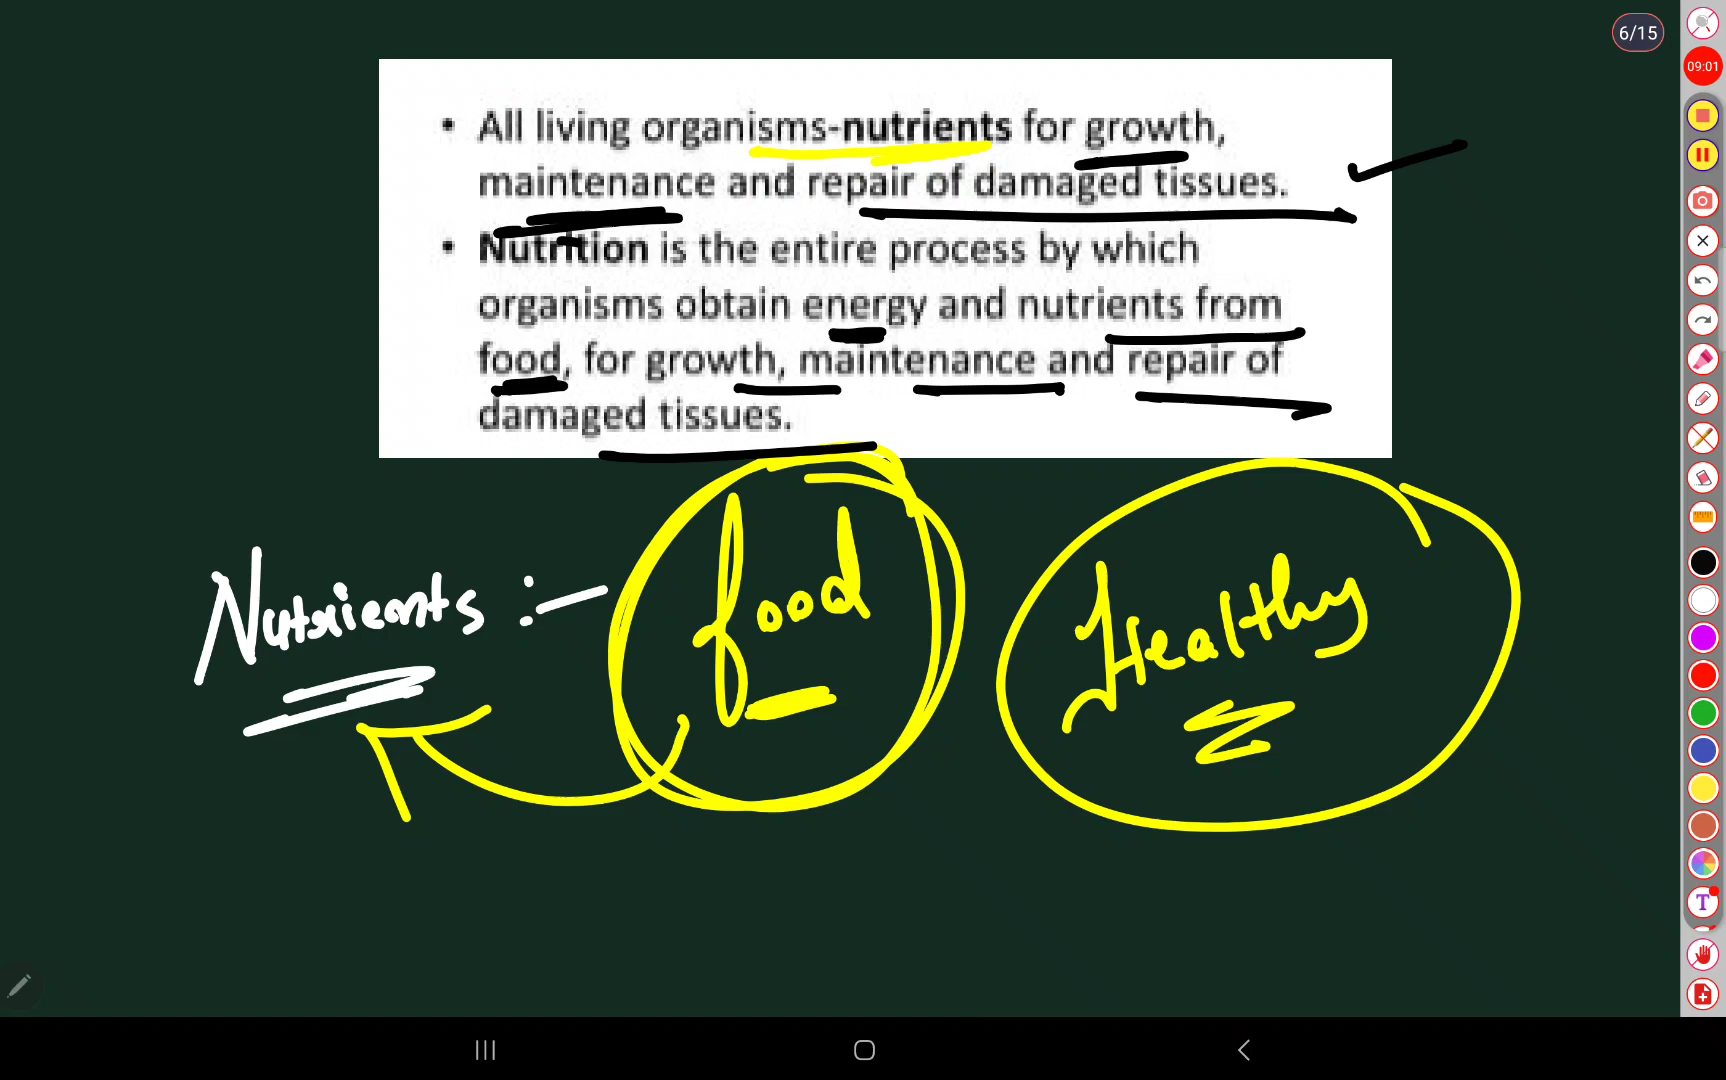 6/15
09:01
• All living organisms-nutrients for growth,
maintenance and repair of damaged tissues.
• Nutrition is the entire process by which
organisms obtain energy and nutrients from
food, for growth, maintenance and repair of
damaged tissues.
Nutrients :- food Healthy
T